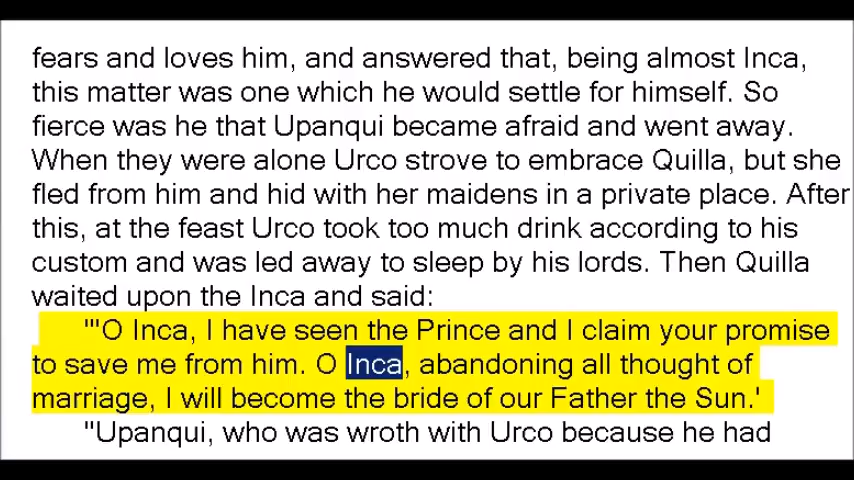 fears and loves him, and answered that, being almost Inca,
this matter was one which he would settle for himself. So
fierce was he that Upanqui became afraid and went away.
When they were alone Urco strove to embrace Quilla, but she
fled from him and hid with her maidens in a private place. After
this, at the feast Urco took too much drink according to his
custom and was led away to sleep by his lords. Then Quilla
waited upon the Inca and said:
"'O Inca, I have seen the Prince and I claim your promise
to save me from him. O Inca, abandoning all thought of
marriage, I will become the bride of our Father the Sun.'
"Upanqui, who was wroth with Urco because he had